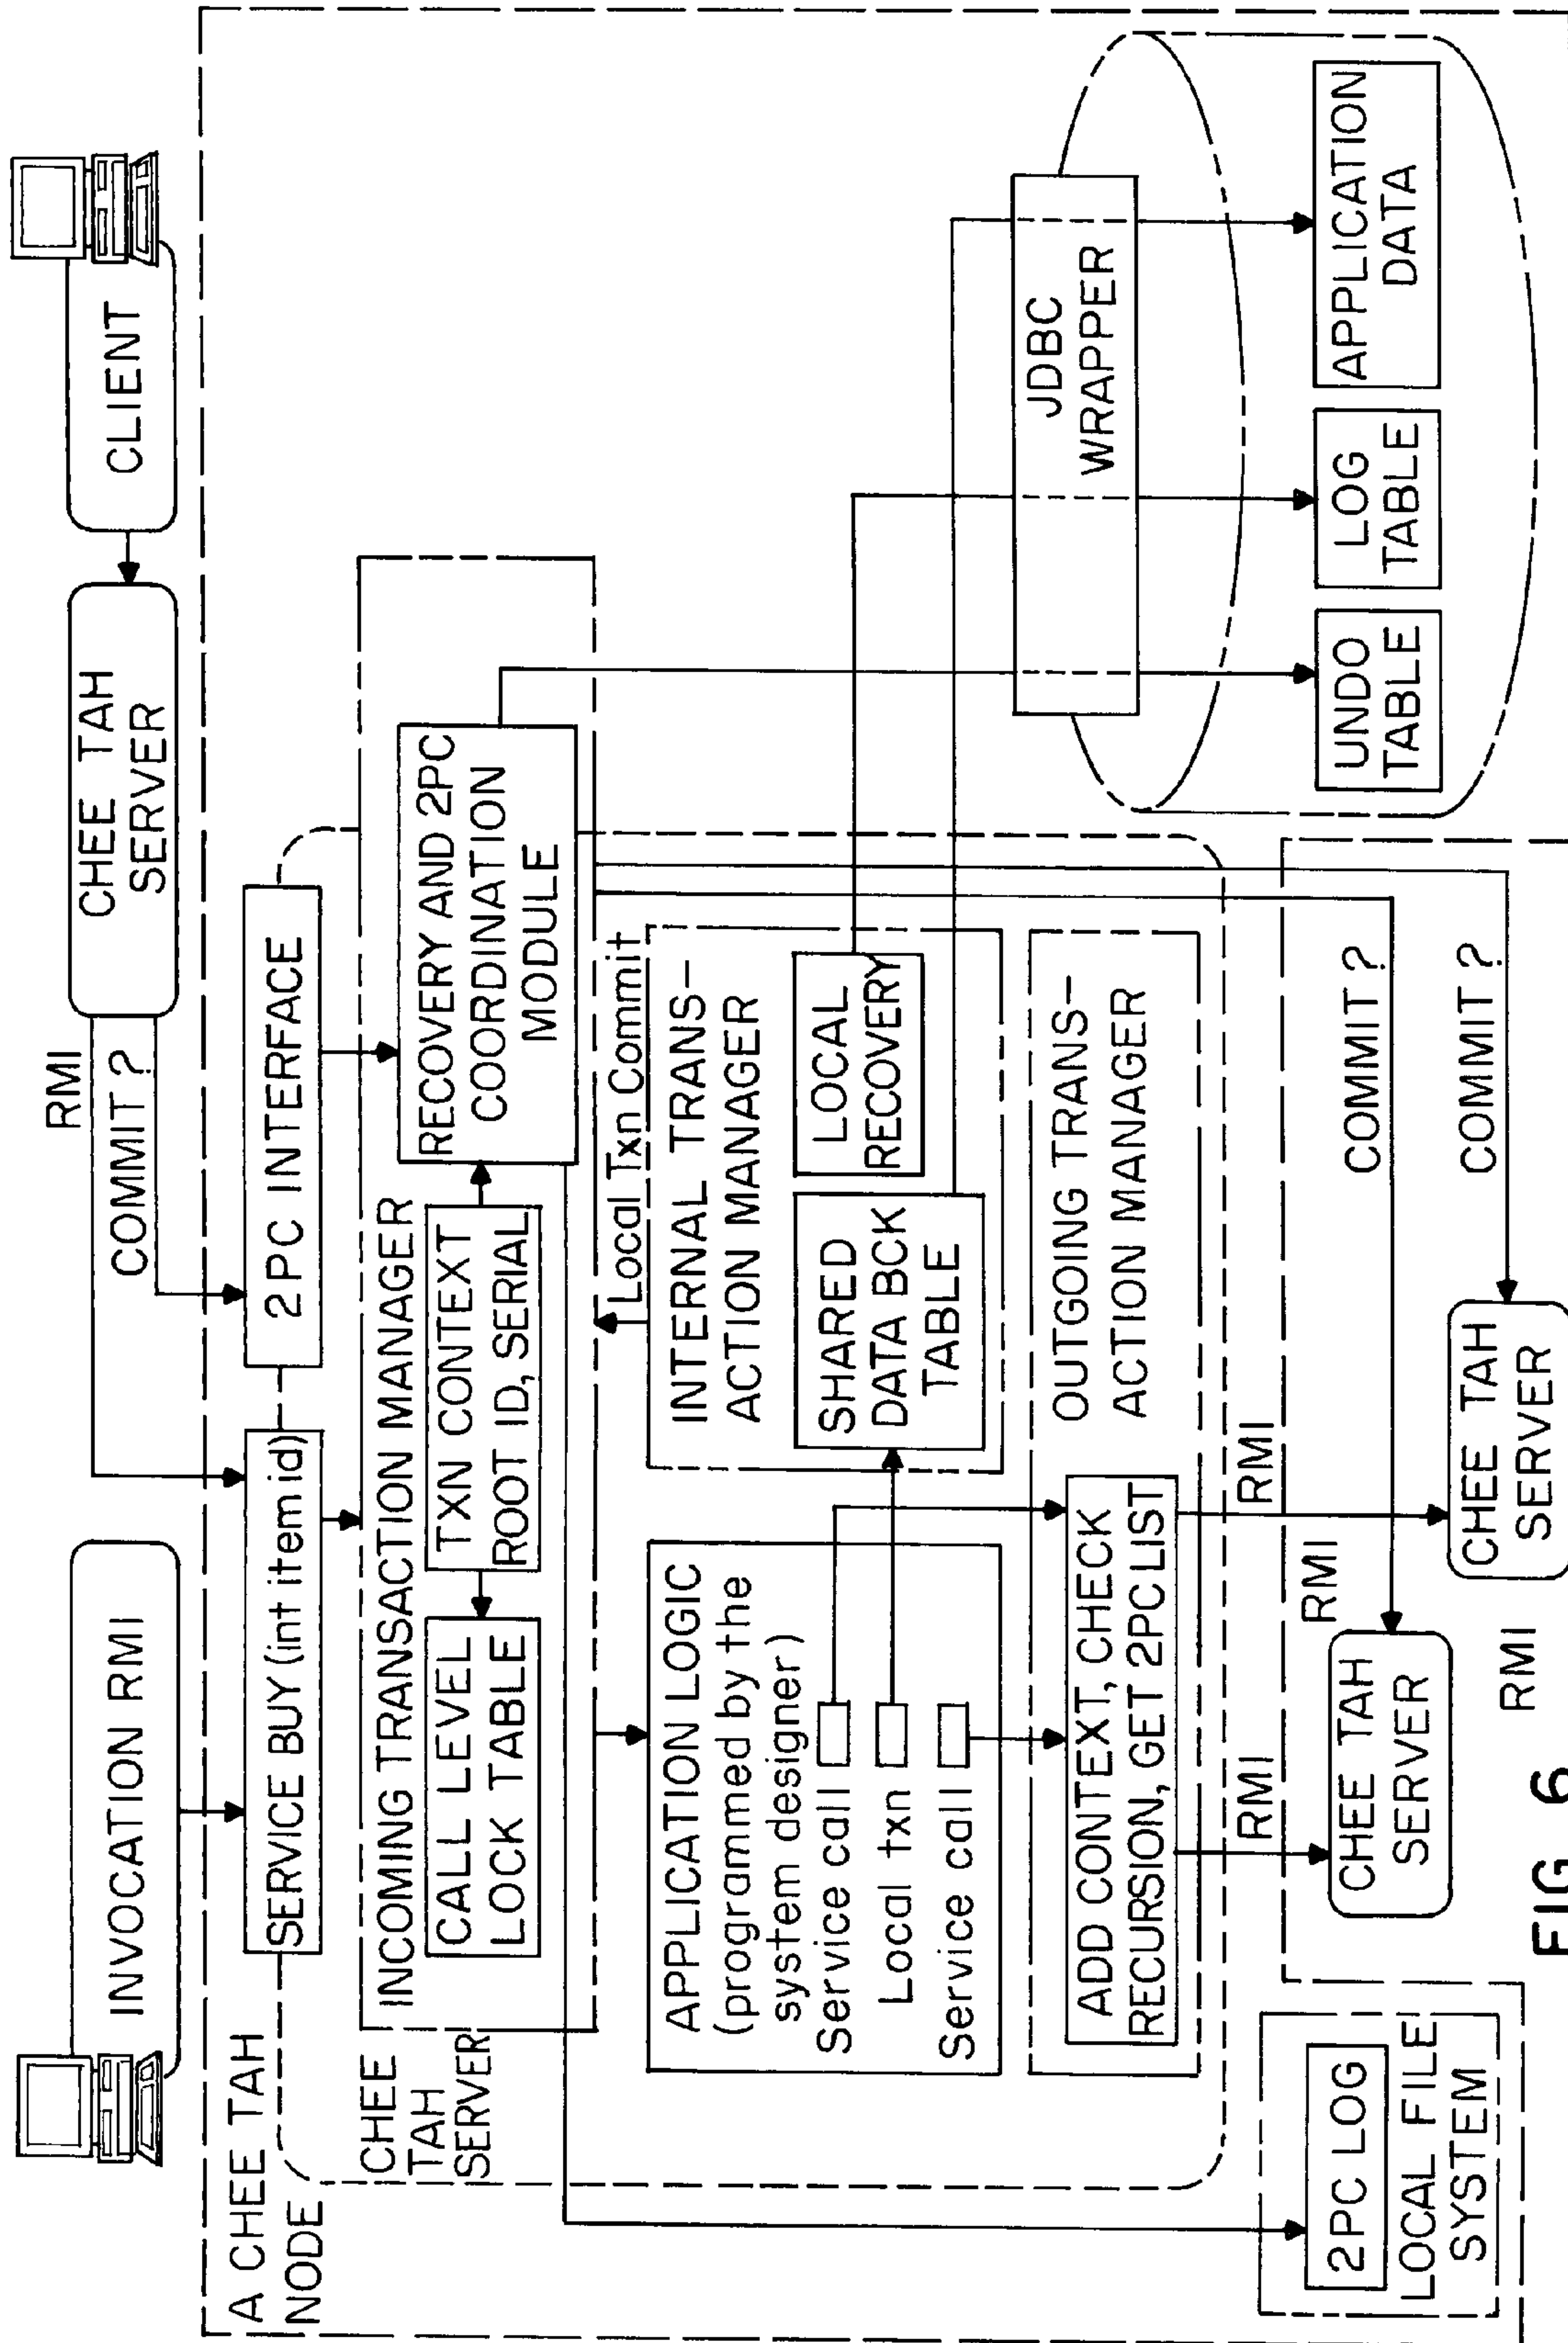 INVOCATION RMI
CHEE TAH
SERVER
CLIENT
RMI
COMMIT ?
A CHEE TAH
NODE
SERVICE BUY (int item id)
2PC INTERFACE
CHEE
TAH
SERVER
INCOMING TRANSACTION MANAGER
CALL LEVEL
LOCK TABLE
TXN CONTEXT
ROOT ID, SERIAL
RECOVERY AND 2PC
COORDINATION
MODULE
Local Txn Commit
APPLICATION LOGIC
(programmed by the
system designer)
Service call
Local txn
Service call
INTERNAL TRANS-
ACTION MANAGER
SHARED
DATA BCK
TABLE
LOCAL
RECOVERY
OUTGOING TRANS-
ACTION MANAGER
ADD CONTEXT, CHECK
RECURSION, GET 2PC LIST
JDBC
WRAPPER
UNDO
TABLE
LOG
TABLE
APPLICATION
DATA
RMI
RMI
RMI
COMMIT ?
COMMIT ?
2PC LOG
LOCAL FILE
SYSTEM
CHEE TAH
SERVER
CHEE TAH
SERVER
RMI
FIG. 6